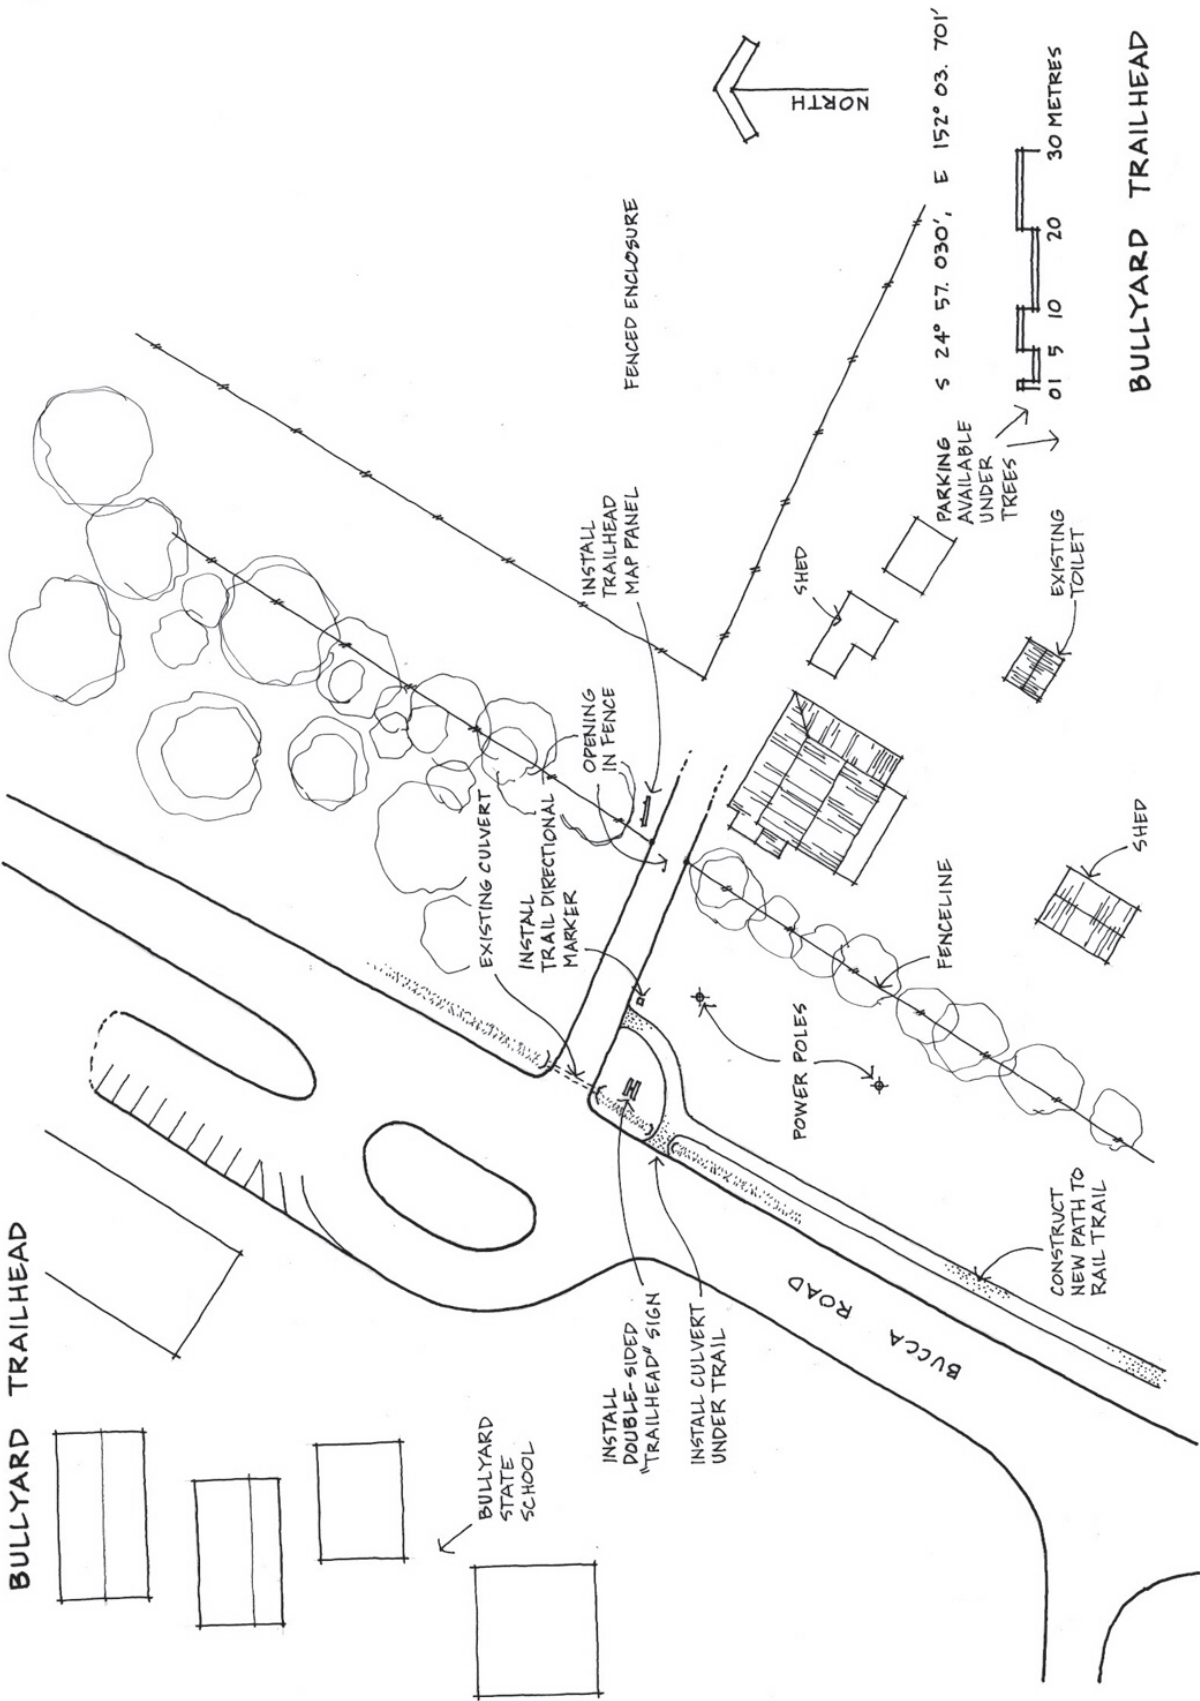 BULLYARD TRAILHEAD
BULLYARD
STATE
SCHOOL
INSTALL
DOUBLE-SIDED
"TRAILHEAD" SIGN
INSTALL CULVERT
UNDER TRAIL
BUCCA
ROAD
CONSTRUCT
NEW PATH TO
RAIL TRAIL
EXISTING CULVERT
INSTALL
TRAIL DIRECTIONAL
MARKER
POWER POLES
OPENING
IN FENCE
INSTALL
TRAILHEAD
MAP PANEL
FENCELINE
SHED
SHED
EXISTING
TOILET
PARKING
AVAILABLE
UNDER
TREES
FENCED ENCLOSURE
NORTH
S 24° 57. 030', E 152° 03. 701'
01 5 10 20 30 METRES
BULLYARD TRAILHEAD